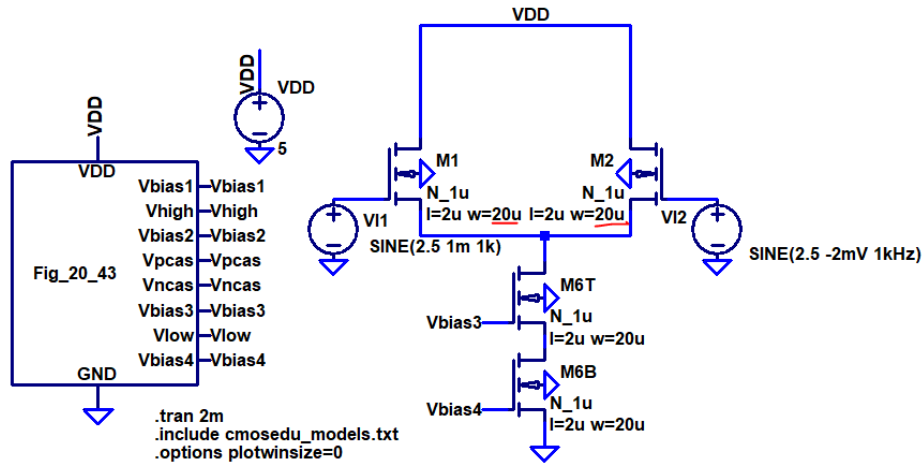 VDD
VDD
VDD
5
VDD
VDD
Vbias1 Vbias1
Vhigh Vhigh
Vbias2 Vbias2
Vpcas Vpcas
Vncas Vncas
Vbias3 Vbias3
Vlow Vlow
Vbias4 Vbias4
Fig_20_43
GND
M1
N_1u
l=2u w=20u
VI1
SINE(2.5 1m 1k)
M2
N_1u
l=2u w=20u
VI2
SINE(2.5 -2mV 1kHz)
M6T
Vbias3
N_1u
l=2u w=20u
M6B
Vbias4
N_1u
l=2u w=20u
.tran 2m
.include cmosedu_models.txt
.options plotwinsize=0